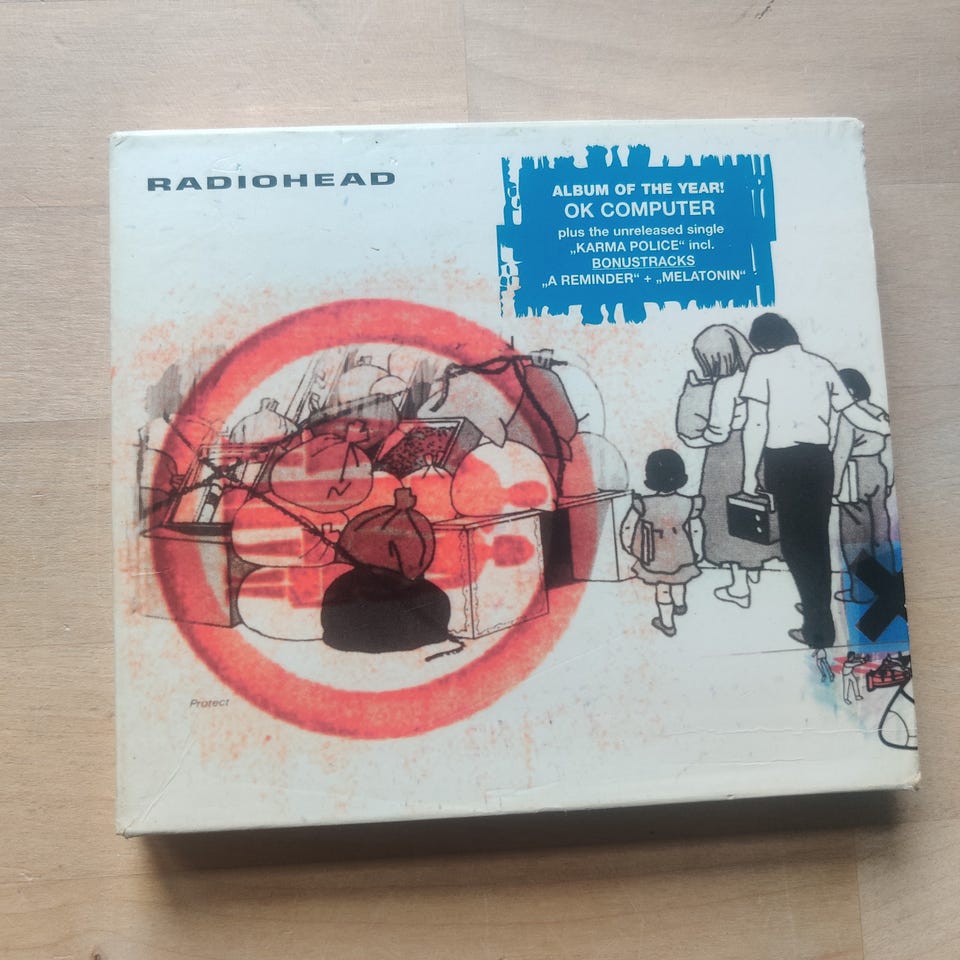 RADIOHEAD
ALBUM OF THE YEAR!
OK COMPUTER
plus the unreleased single
„KARMA POLICE“ incl.
BONUSTRACKS
„A REMINDER“ + „MELATONIN“
Protect